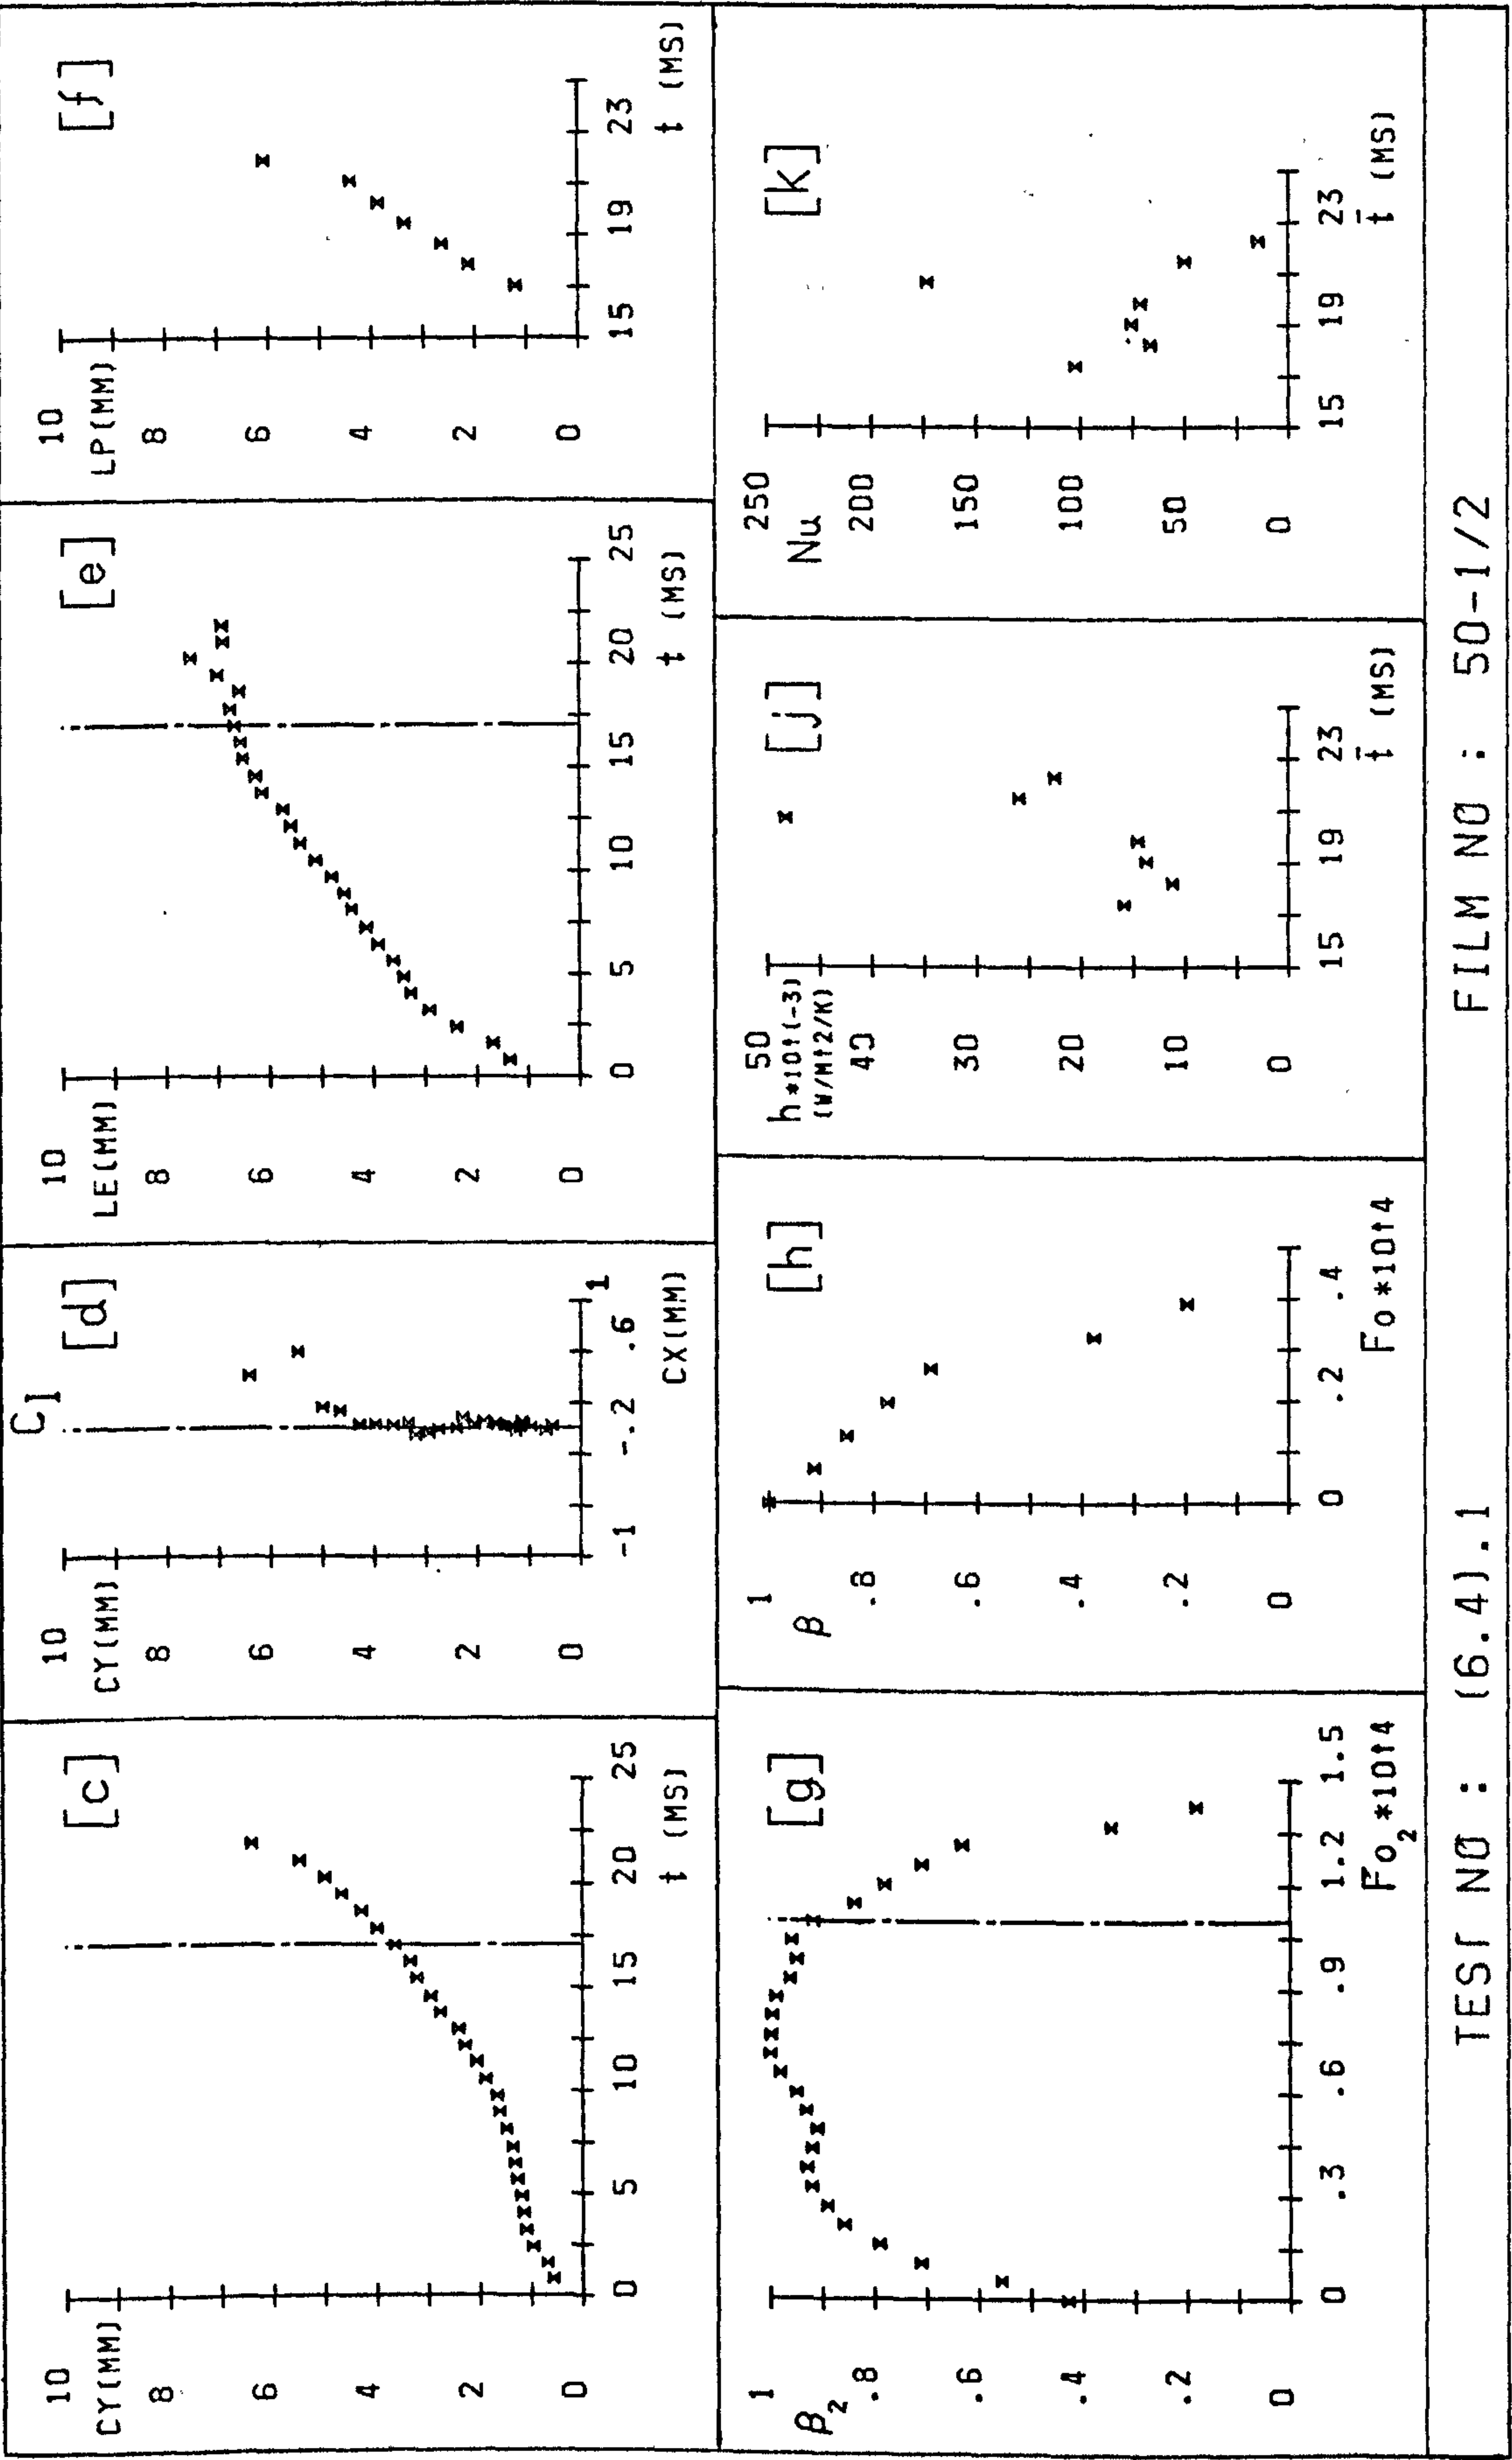 [c]
10
CY(MM)
8
6
4
2
0
0 5 10 15 20 25
t (MS)
C]
[d]
10
CY(MM)
8
6
4
2
0
-1 -.2 .6 1
CX(MM)
[e]
10
LE(MM)
8
6
4
2
0
0 5 10 15 20 25
t (MS)
[f]
10
LP(MM)
8
6
4
2
0
15 19 23
t (MS)
[g]
1
β2
.8
.6
.4
.2
0
0 .3 .6 .9 1.2 1.5
Fo2*10↑4
[h]
1
β
.8
.6
.4
.2
0
0 .2 .4
Fo*10↑4
[j]
50
h*10↑(-3)
(W/M↑2/K)
40
30
20
10
0
15 19 23
t̄ (MS)
[k]
250
Nu
200
150
100
50
0
15 19 23
t̄ (MS)
TEST NØ : (6.4).1 FILM NØ : 50-1/2